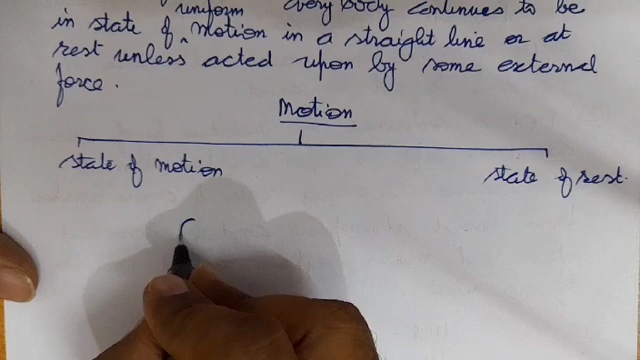 uniform every body continues to be
in state of ^ motion in a straight line or at
rest unless acted upon by some external
force.
Motion
state of motion
state of rest.